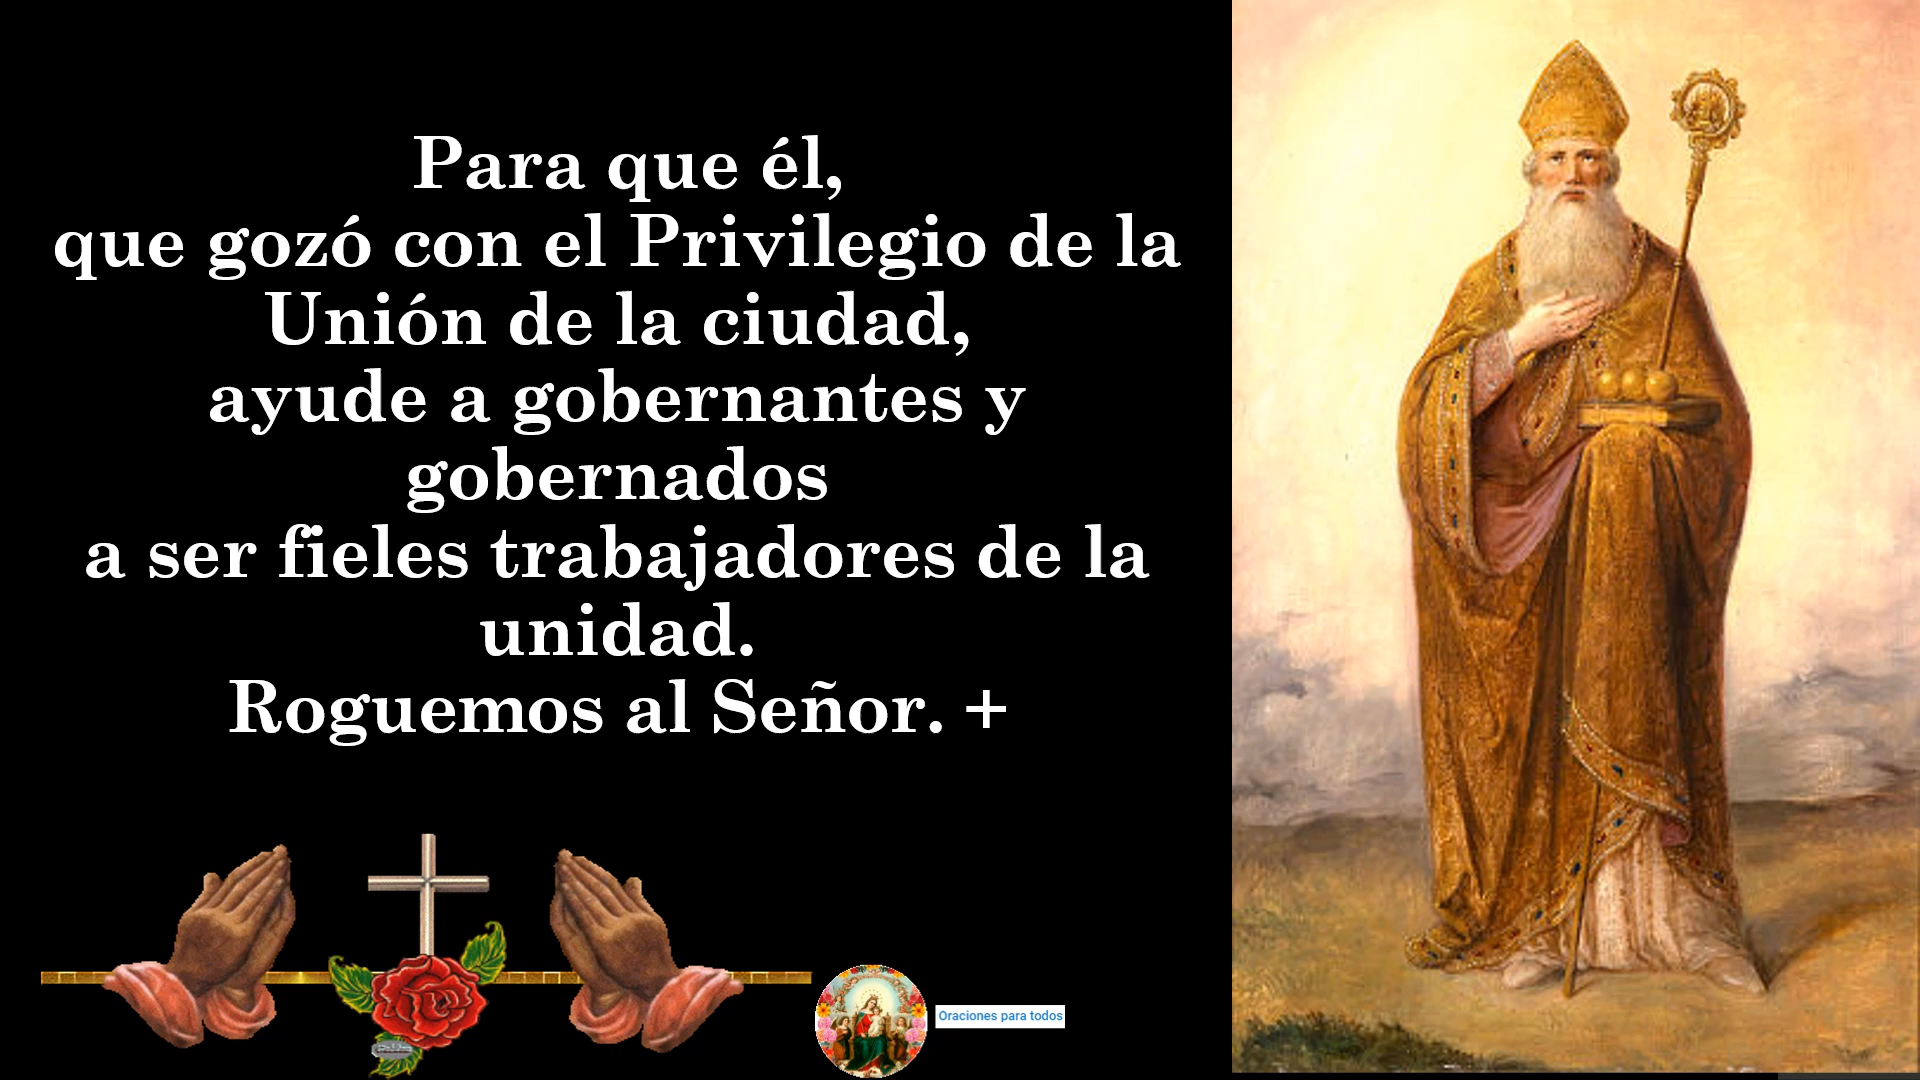 Para que él,
que gozó con el Privilegio de la
Unión de la ciudad,
ayude a gobernantes y
gobernados
a ser fieles trabajadores de la
unidad.
Roguemos al Señor. +
Oraciones para todos